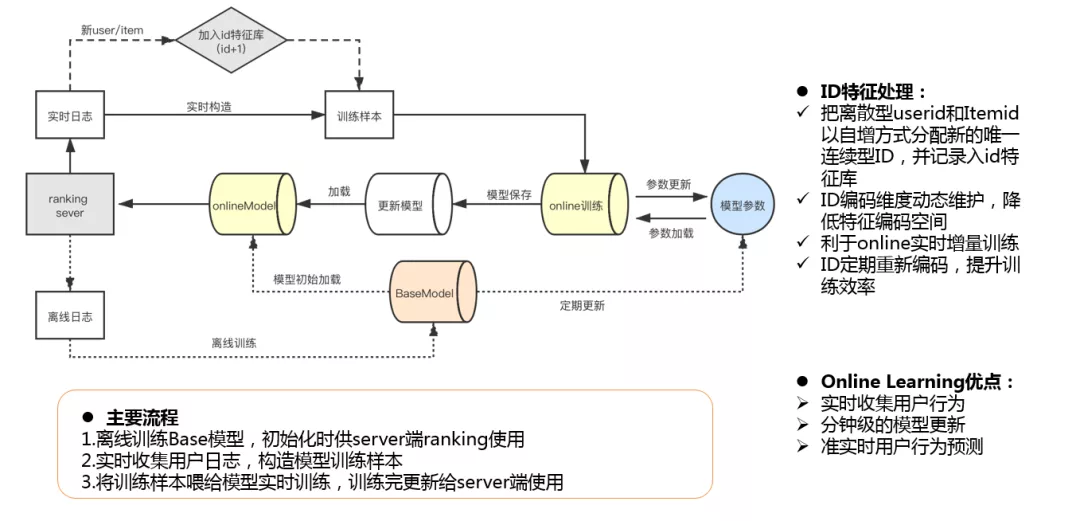 新user/item
加入id特征库
（id+1）
实时日志
实时构造
训练样本
ranking
sever
onlineModel
加载
更新模型
模型保存
online训练
参数更新
参数加载
模型参数
模型初始加载
BaseModel
定期更新
离线日志
离线训练
● 主要流程
1.离线训练Base模型，初始化时供server端ranking使用
2.实时收集用户日志，构造模型训练样本
3.将训练样本喂给模型实时训练，训练完更新给server端使用
● ID特征处理：
✓ 把离散型userid和Itemid
以自增方式分配新的唯一
连续型ID，并记录入id特
征库
✓ ID编码维度动态维护，降
低特征编码空间
✓ 利于online实时增量训练
✓ ID定期重新编码，提升训
练效率
● Online Learning优点：
➢ 实时收集用户行为
➢ 分钟级的模型更新
➢ 准实时用户行为预测